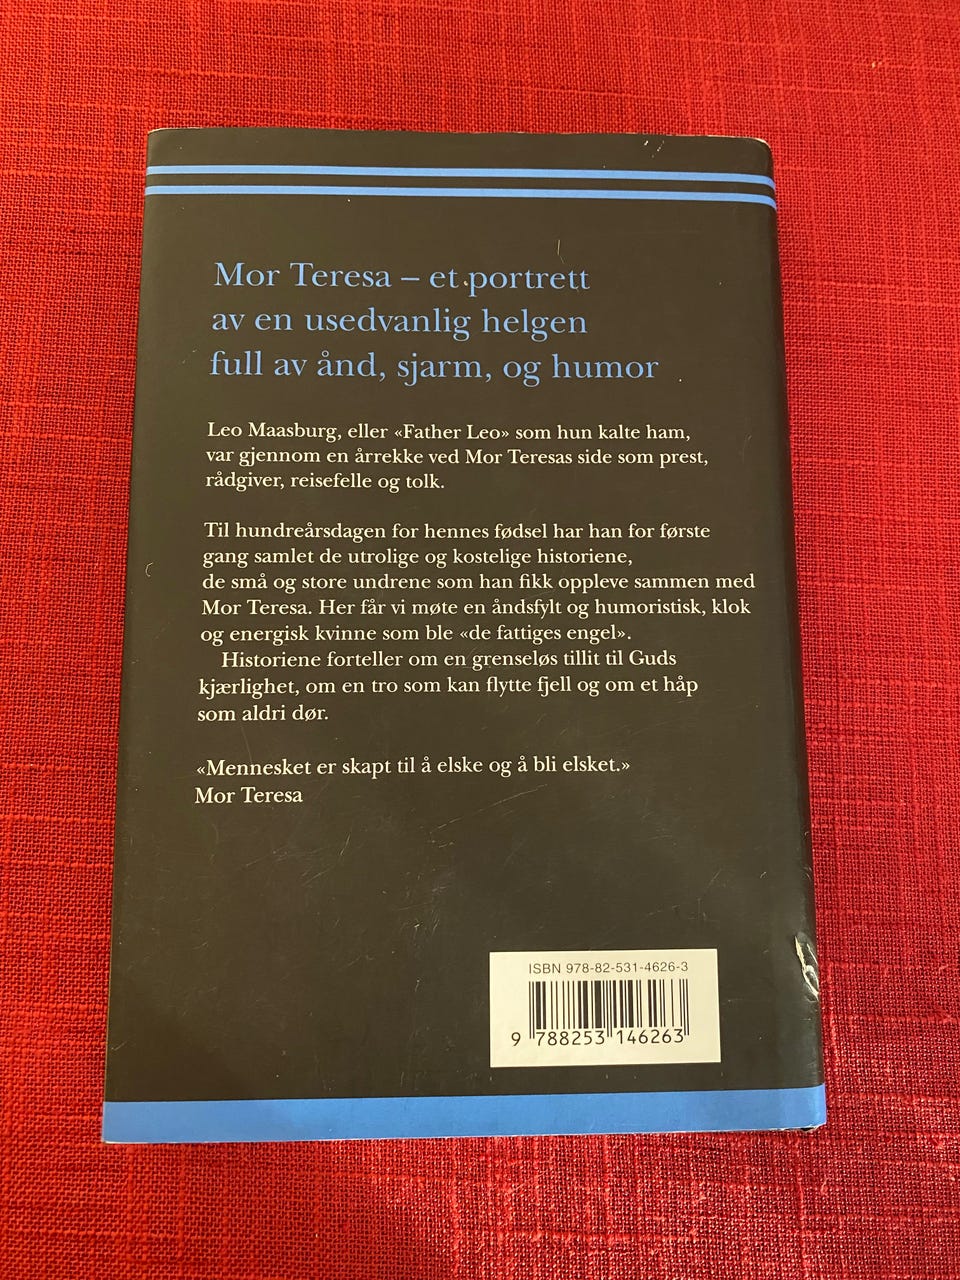 Mor Teresa – et portrett
av en usedvanlig helgen
full av ånd, sjarm, og humor
Leo Maasburg, eller «Father Leo» som hun kalte ham,
var gjennom en årrekke ved Mor Teresas side som prest,
rådgiver, reisefelle og tolk.
Til hundreårsdagen for hennes fødsel har han for første
gang samlet de utrolige og kostelige historiene,
de små og store undrene som han fikk oppleve sammen med
Mor Teresa. Her får vi møte en åndsfylt og humoristisk, klok
og energisk kvinne som ble «de fattiges engel».
Historiene forteller om en grenseløs tillit til Guds
kjærlighet, om en tro som kan flytte fjell og om et håp
som aldri dør.
«Mennesket er skapt til å elske og å bli elsket.»
Mor Teresa
ISBN 978-82-531-4626-3
9 788253 146263